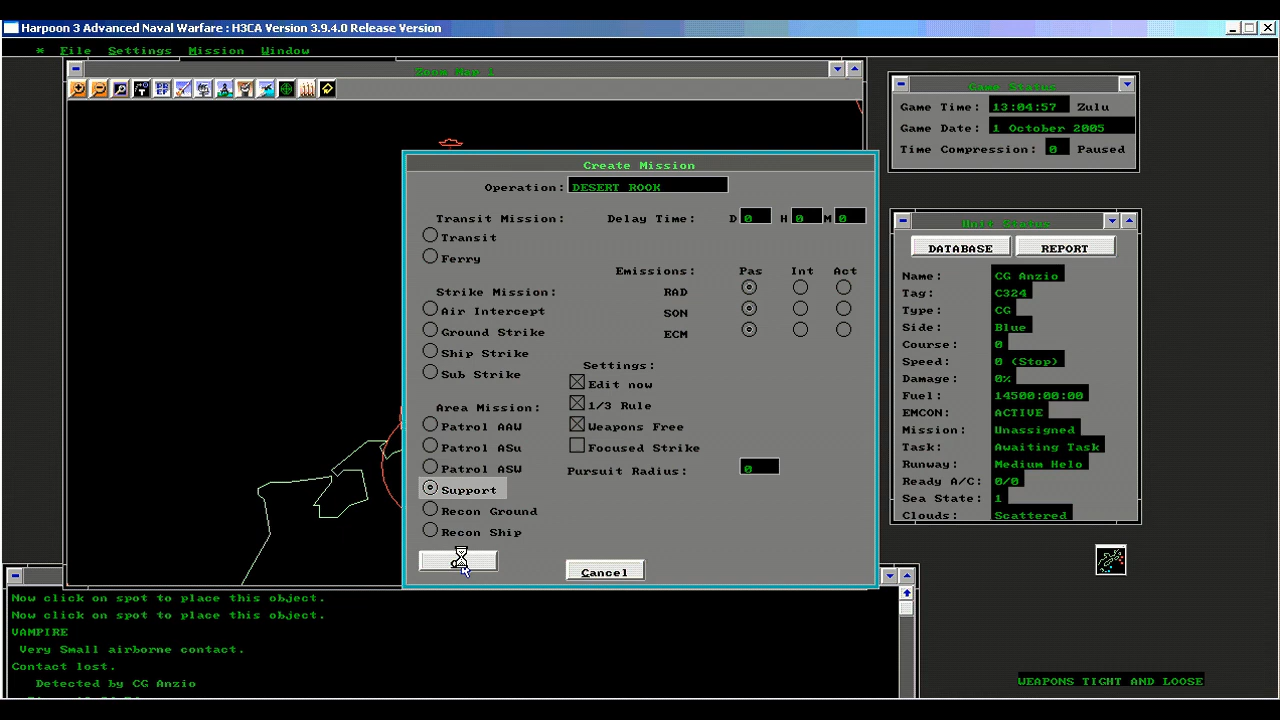 Harpoon 3 Advanced Naval Warfare : H3CA Version 3.9.4.0 Release Version
* File Settings Mission Window
Zoom Map 1
Game Status
Game Time: 13:04:57 Zulu
Game Date: 1 October 2005
Time Compression: 0 Paused
Create Mission
Operation: DESERT ROOK
Transit Mission: Delay Time: D 0 H 0 M 0
Transit
Ferry
Emissions: Pas Int Act
RAD
SON
ECM
Strike Mission:
Air Intercept
Ground Strike
Ship Strike
Sub Strike
Settings:
Edit now
1/3 Rule
Weapons Free
Focused Strike
Pursuit Radius: 0
Area Mission:
Patrol AAW
Patrol ASu
Patrol ASW
Support
Recon Ground
Recon Ship
Cancel
Unit Status
DATABASE REPORT
Name: CG Anzio
Tag: C324
Type: CG
Side: Blue
Course: 0
Speed: 0 (Stop)
Damage: 0%
Fuel: 14500:00:00
EMCON: ACTIVE
Mission: Unassigned
Task: Awaiting Task
Runway: Medium Helo
Ready A/C: 0/0
Sea State: 1
Clouds: Scattered
Now click on spot to place this object.
Now click on spot to place this object.
VAMPIRE
Very Small airborne contact.
Contact lost.
Detected by CG Anzio
WEAPONS TIGHT AND LOOSE